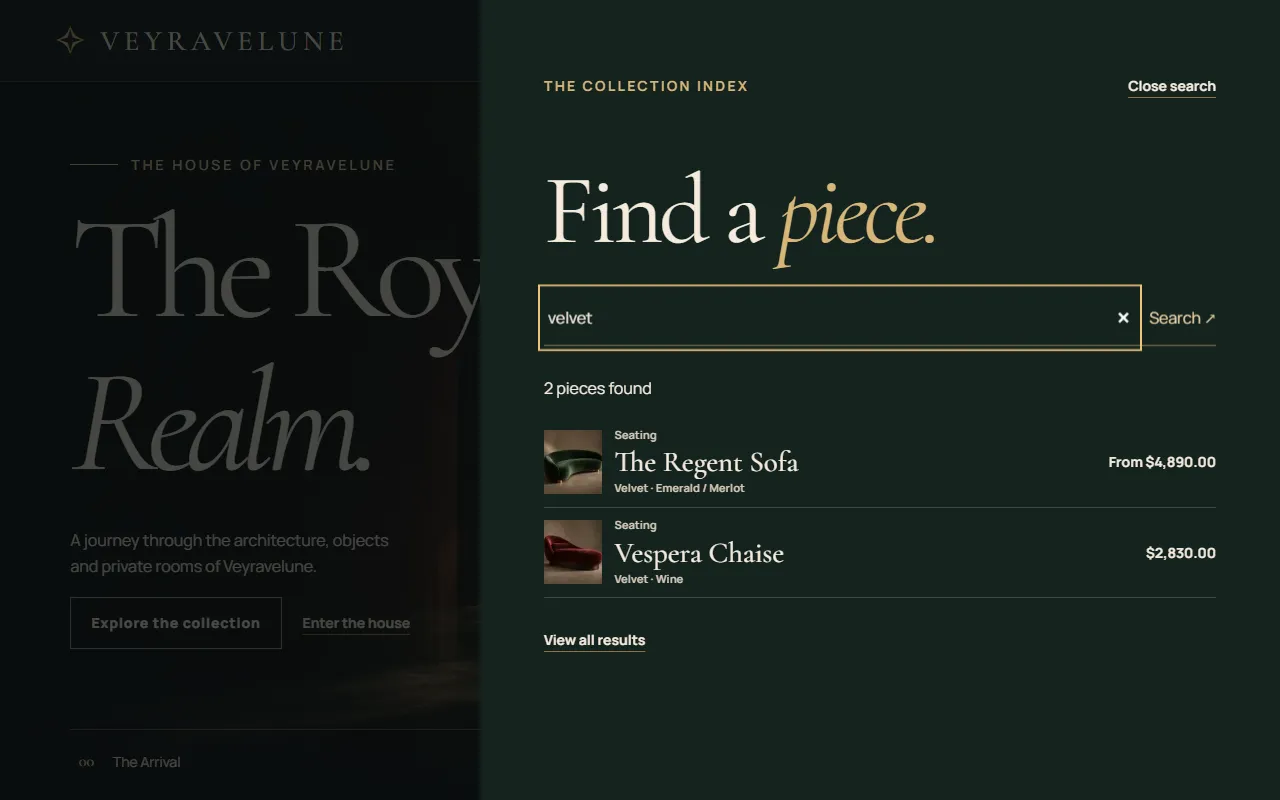 VEYRAVELUNE
THE HOUSE OF VEYRAVELUNE
The Roy
Realm.
A journey through the architecture, objects
and private rooms of Veyravelune.
Explore the collection
Enter the house
00
The Arrival
THE COLLECTION INDEX
Close search
Find a piece.
velvet
Search ↗
2 pieces found
Seating
The Regent Sofa
Velvet · Emerald / Merlot
From $4,890.00
Seating
Vespera Chaise
Velvet · Wine
$2,830.00
View all results